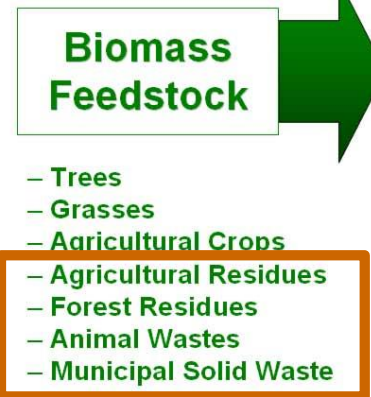 Biomass
Feedstock
– Trees
– Grasses
– Agricultural Crops
– Agricultural Residues
– Forest Residues
– Animal Wastes
– Municipal Solid Waste